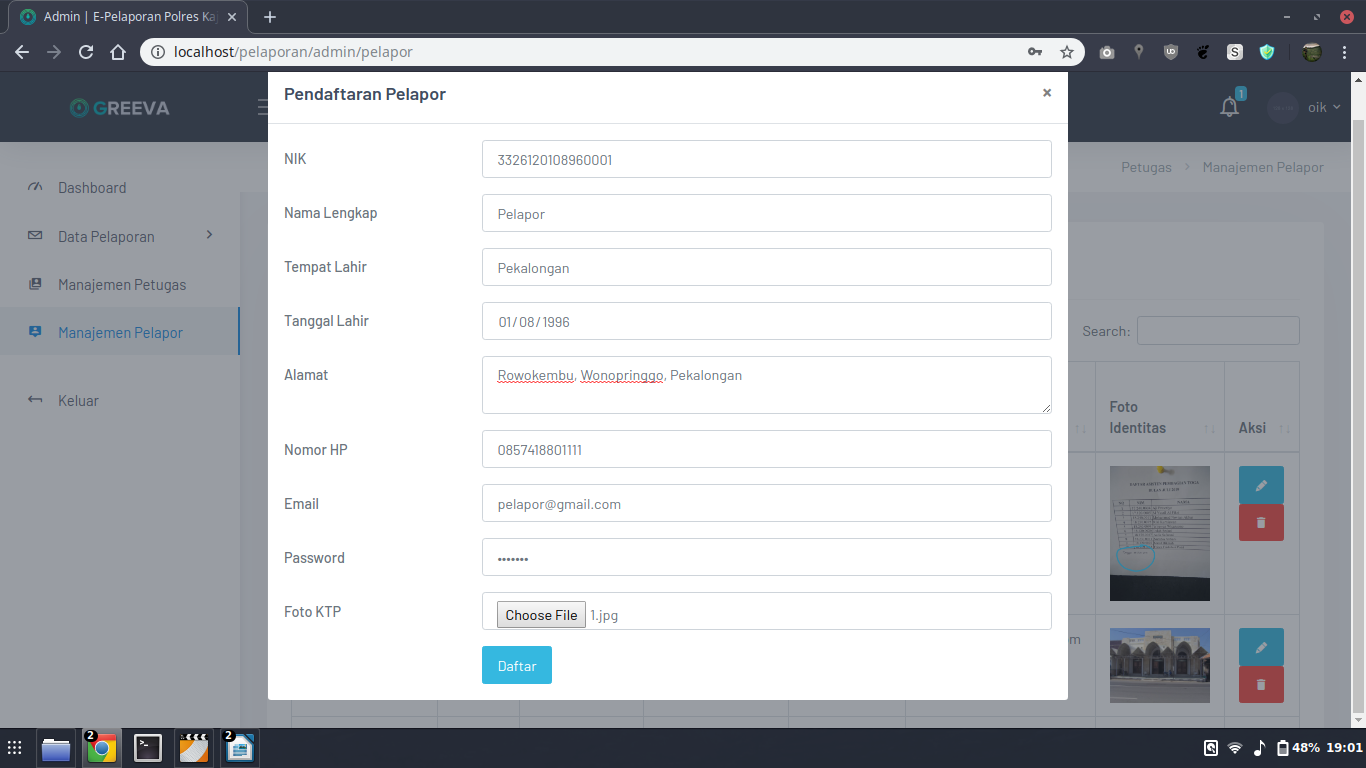 Admin | E-Pelaporan Polres Ka
localhost/pelaporan/admin/pelapor
GREEVA
Pendaftaran Pelapor
×
1
oik
Petugas > Manajemen Pelapor
Dashboard
Data Pelaporan
Manajemen Petugas
Manajemen Pelapor
Keluar
NIK
3326120108960001
Nama Lengkap
Pelapor
Tempat Lahir
Pekalongan
Tanggal Lahir
01/08/1996
Alamat
Rowokembu, Wonopringgo, Pekalongan
Nomor HP
0857418801111
Email
pelapor@gmail.com
Password
•••••••
Foto KTP
Choose File 1.jpg
Daftar
Search:
Foto
Identitas
Aksi
m
2
2
48%
19:01